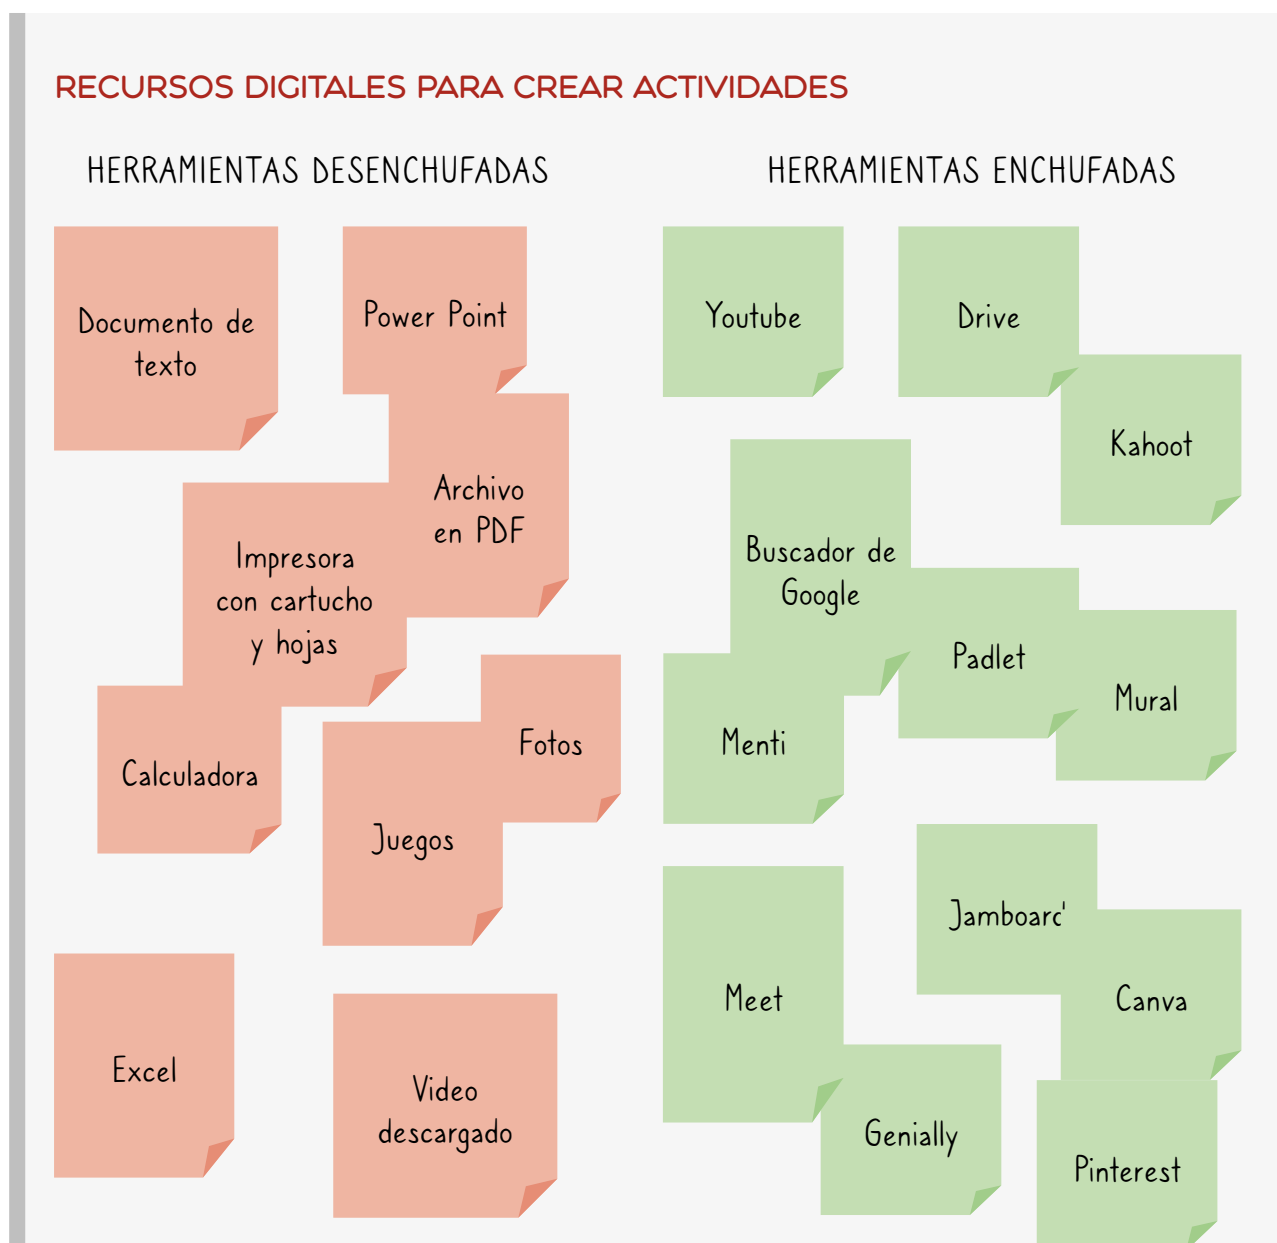 RECURSOS DIGITALES PARA CREAR ACTIVIDADES
HERRAMIENTAS DESENCHUFADAS
Documento de
texto
Power Point
Archivo
en PDF
Impresora
con cartucho
y hojas
Calculadora
Fotos
Juegos
Excel
Video
descargado
HERRAMIENTAS ENCHUFADAS
Youtube
Drive
Kahoot
Buscador de
Google
Padlet
Mural
Menti
Jamboard
Meet
Canva
Genially
Pinterest